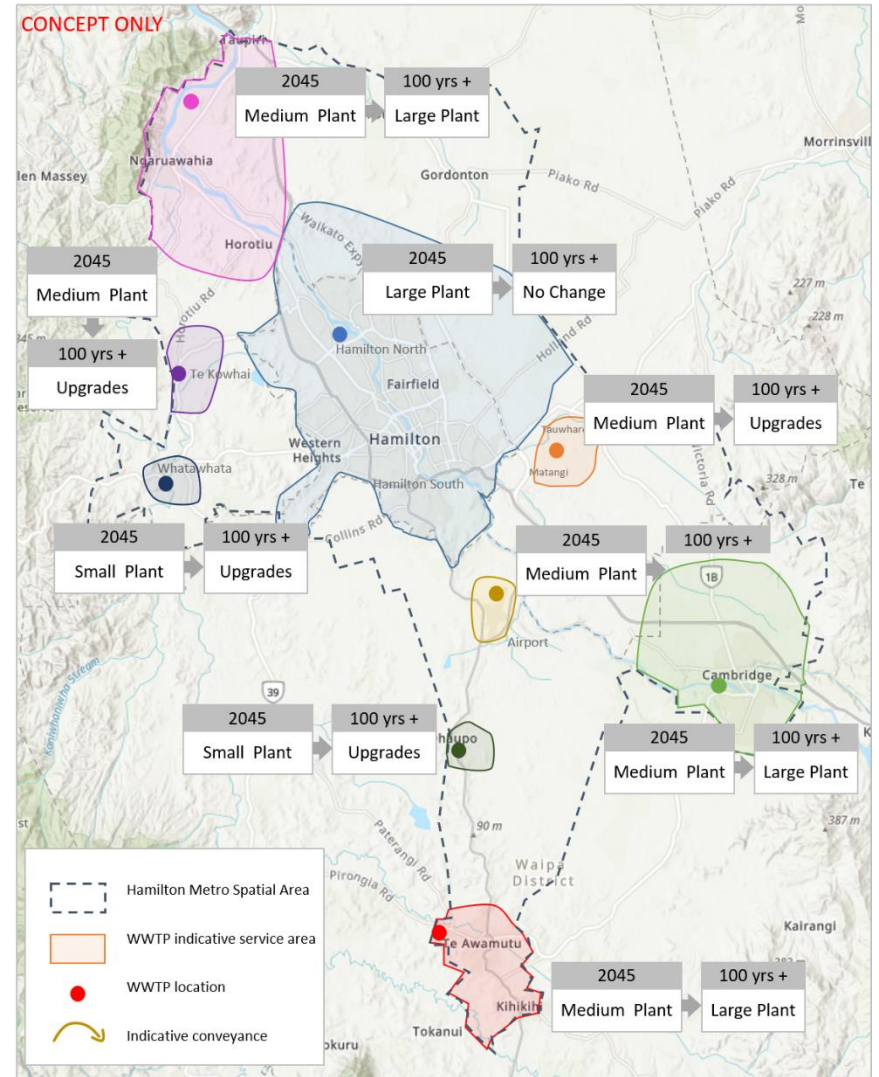 CONCEPT ONLY
Taupiri
2045
100 yrs +
Medium Plant
Large Plant
Morrinsville
Ngaruawahia
len Massey
Gordonton
Piako Rd
Piako Rd
Horotiu
Waikato Expy
2045
100 yrs +
Large Plant
No Change
2045
Medium Plant
100 yrs +
Upgrades
Horotiu Rd
227 m
228 m
Holland Rd
Hamilton North
Te Kowhai
Fairfield
2045
100 yrs +
Medium Plant
Upgrades
Western
Heights
Hamilton
Tauwhare
Matangi
Victoria Rd
Whatawhata
Hamilton South
328 m
Te
Collins Rd
2045
100 yrs +
Small Plant
Upgrades
2045
100 yrs +
Medium Plant
1B
Airport
Kaniwhaniwha Stream
39
Cambridge
2045
100 yrs +
Small Plant
Upgrades
haupo
2045
100 yrs +
Medium Plant
Large Plant
90 m
387 m
Paterangi Rd
Pirongia Rd
Waipa
District
Hamilton Metro Spatial Area
WWTP indicative service area
WWTP location
Indicative conveyance
Te Awamutu
Kairangi
Kihikihi
Tokanui
okuru
2045
100 yrs +
Medium Plant
Large Plant